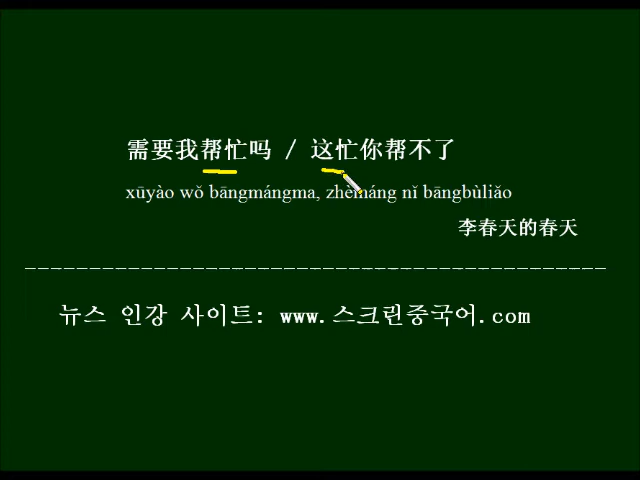 需要我帮忙吗 / 这忙你帮不了
xūyào wǒ bāngmángma, zhèmáng nǐ bāngbùliǎo
李春天的春天
뉴스 인강 사이트: www.스크린중국어.com